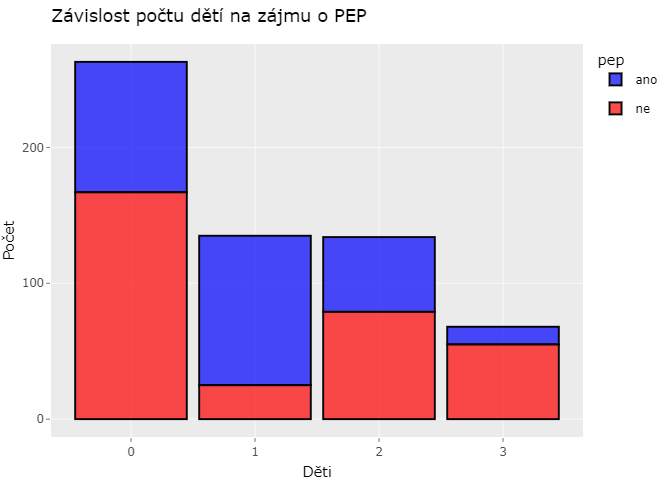 Závislost počtu dětí na zájmu o PEP
pep
ano
ne
Počet
200
100
0
0 1 2 3
Děti